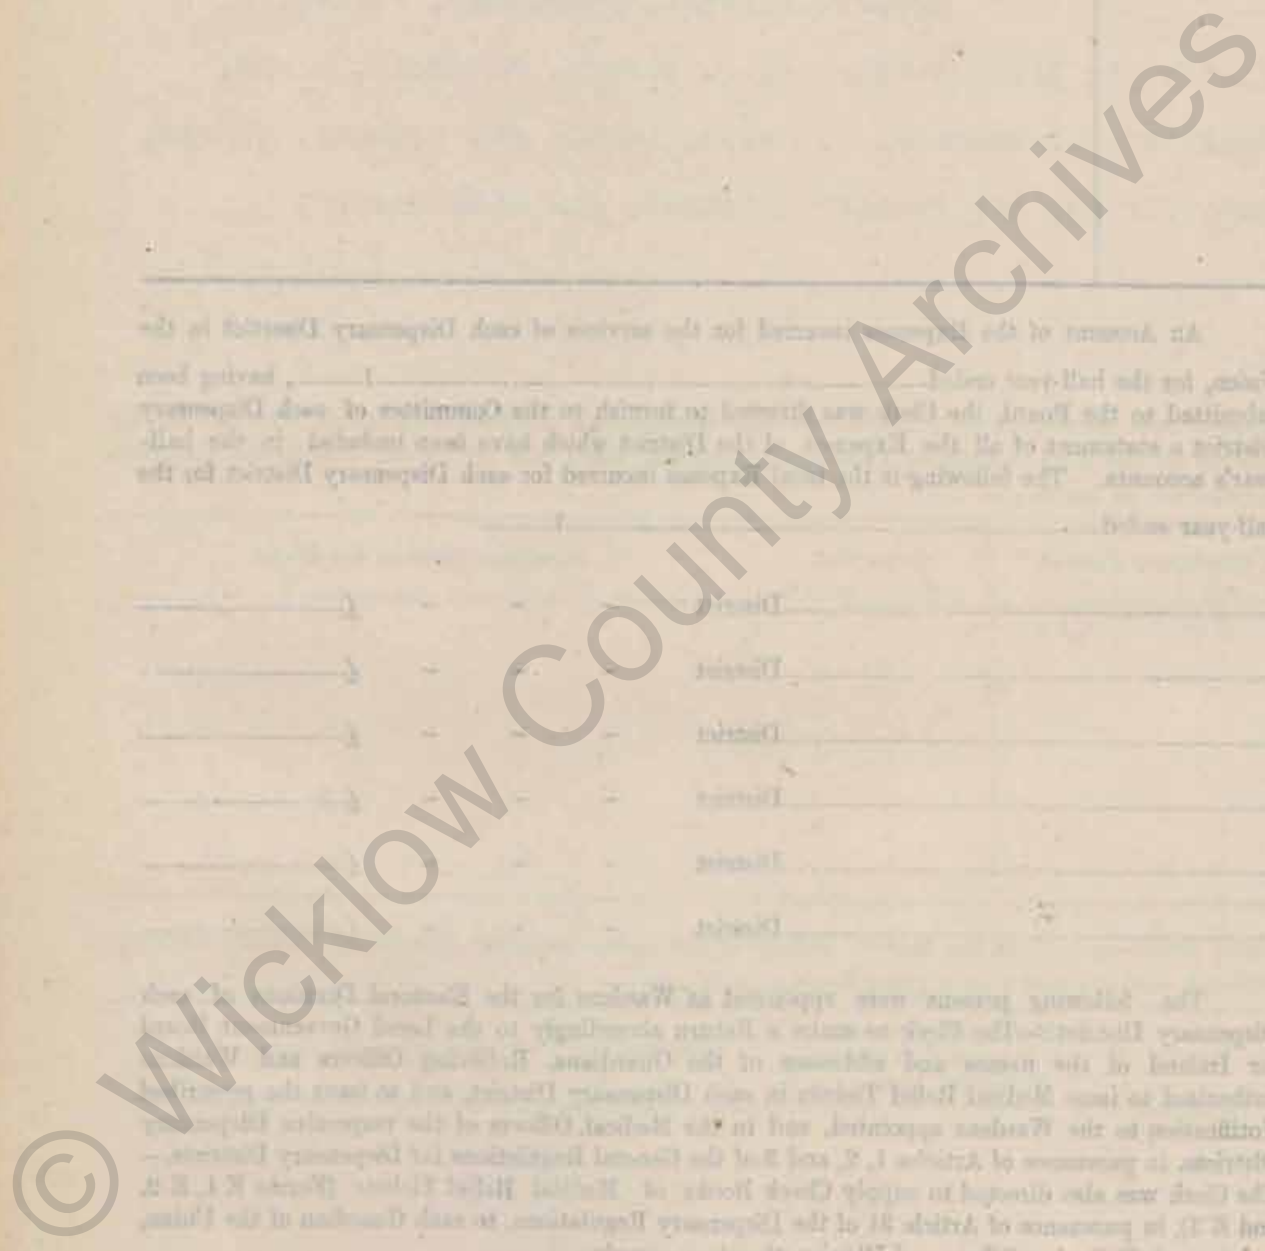 An Account of the Expenses incurred for the services of each Dispensary District in the
Union, for the half-year ended 1 , having been
submitted to the Board, the Clerk was directed to furnish to the Committee of each Dispensary
District a statement of all the Expenses of the District which have been included in the half-
year's accounts. The following is the total Expense incurred for each Dispensary District for the
half-year ended 1
District - - - £
District - - - £
District - - - £
District - - - £
District - - - £
District - - -
The following persons were appointed as Wardens for the Electoral Divisions of each
Dispensary District:—the Clerk to make a Return accordingly to the Local Government Board
for Ireland of the names and addresses of the Guardians, Relieving Officers and Wardens
authorised to issue Medical Relief Tickets in each Dispensary District, and to issue the prescribed
Notification to the Wardens appointed, and to the Medical Officers of the respective Dispensary
Districts, in pursuance of Articles 1, 2, and 3 of the General Regulations for Dispensary Districts.—
The Clerk was also directed to supply Check Books of Medical Relief Tickets (Forms K 1, K 2,
and K 3), in pursuance of Article 31 of the Dispensary Regulations, to each Guardian of the Union,
© Wicklow County Archives